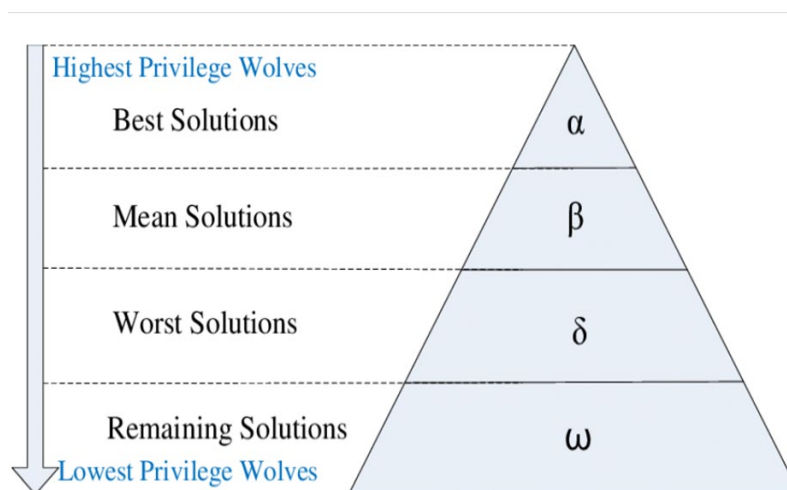 Highest Privilege Wolves
Best Solutions
α
Mean Solutions
β
Worst Solutions
δ
Remaining Solutions
ω
Lowest Privilege Wolves